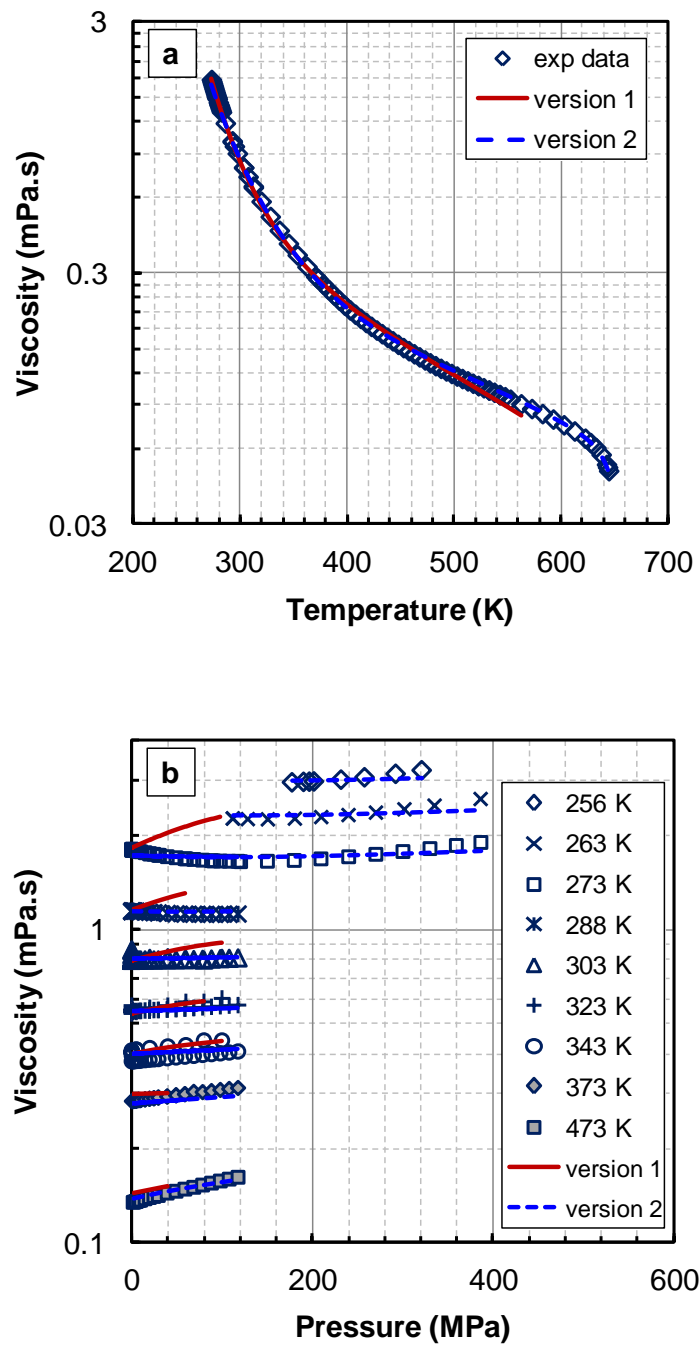 3
a
exp data
version 1
version 2
Viscosity (mPa.s)
0.3
0.03
200 300 400 500 600 700
Temperature (K)
b
256 K
263 K
273 K
288 K
303 K
323 K
343 K
373 K
473 K
version 1
version 2
Viscosity (mPa.s)
1
0.1
0 200 400 600
Pressure (MPa)